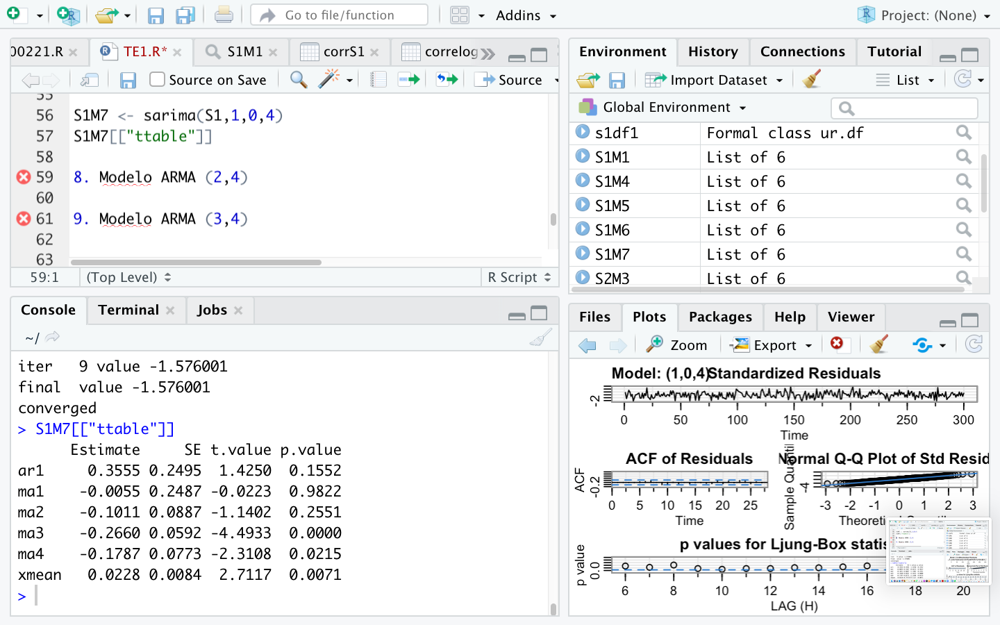 Go to file/function
Addins
Project: (None)
00221.R
TE1.R*
S1M1
corrS1
correlog
Source on Save
Source
55
56 S1M7 <- sarima(S1,1,0,4)
57 S1M7[["ttable"]]
58
59 8. Modelo ARMA (2,4)
60
61 9. Modelo ARMA (3,4)
62
63
59:1 (Top Level) R Script
Console Terminal Jobs
~/
iter 9 value -1.576001
final value -1.576001
converged
> S1M7[["ttable"]]
Estimate SE t.value p.value
ar1 0.3555 0.2495 1.4250 0.1552
ma1 -0.0055 0.2487 -0.0223 0.9822
ma2 -0.1011 0.0887 -1.1402 0.2551
ma3 -0.2660 0.0592 -4.4933 0.0000
ma4 -0.1787 0.0773 -2.3108 0.0215
xmean 0.0228 0.0084 2.7117 0.0071
>
Environment History Connections Tutorial
Import Dataset List
Global Environment
s1df1 Formal class ur.df
S1M1 List of 6
S1M4 List of 6
S1M5 List of 6
S1M6 List of 6
S1M7 List of 6
S2M3 List of 6
Files Plots Packages Help Viewer
Zoom Export
Model: (1,0,4) Standardized Residuals
-2
0 50 100 150 200 250 300
Time
ACF of Residuals
ACF
-0.2
0 5 10 15 20 25
Time
Normal Q-Q Plot of Std Resid
Sample Quantil
-4
-3 -2 -1 0 1 2 3
Theoretical Quantil
p values for Ljung-Box statis
p value
0.0
6 8 10 12 14 16 18 20
LAG (H)